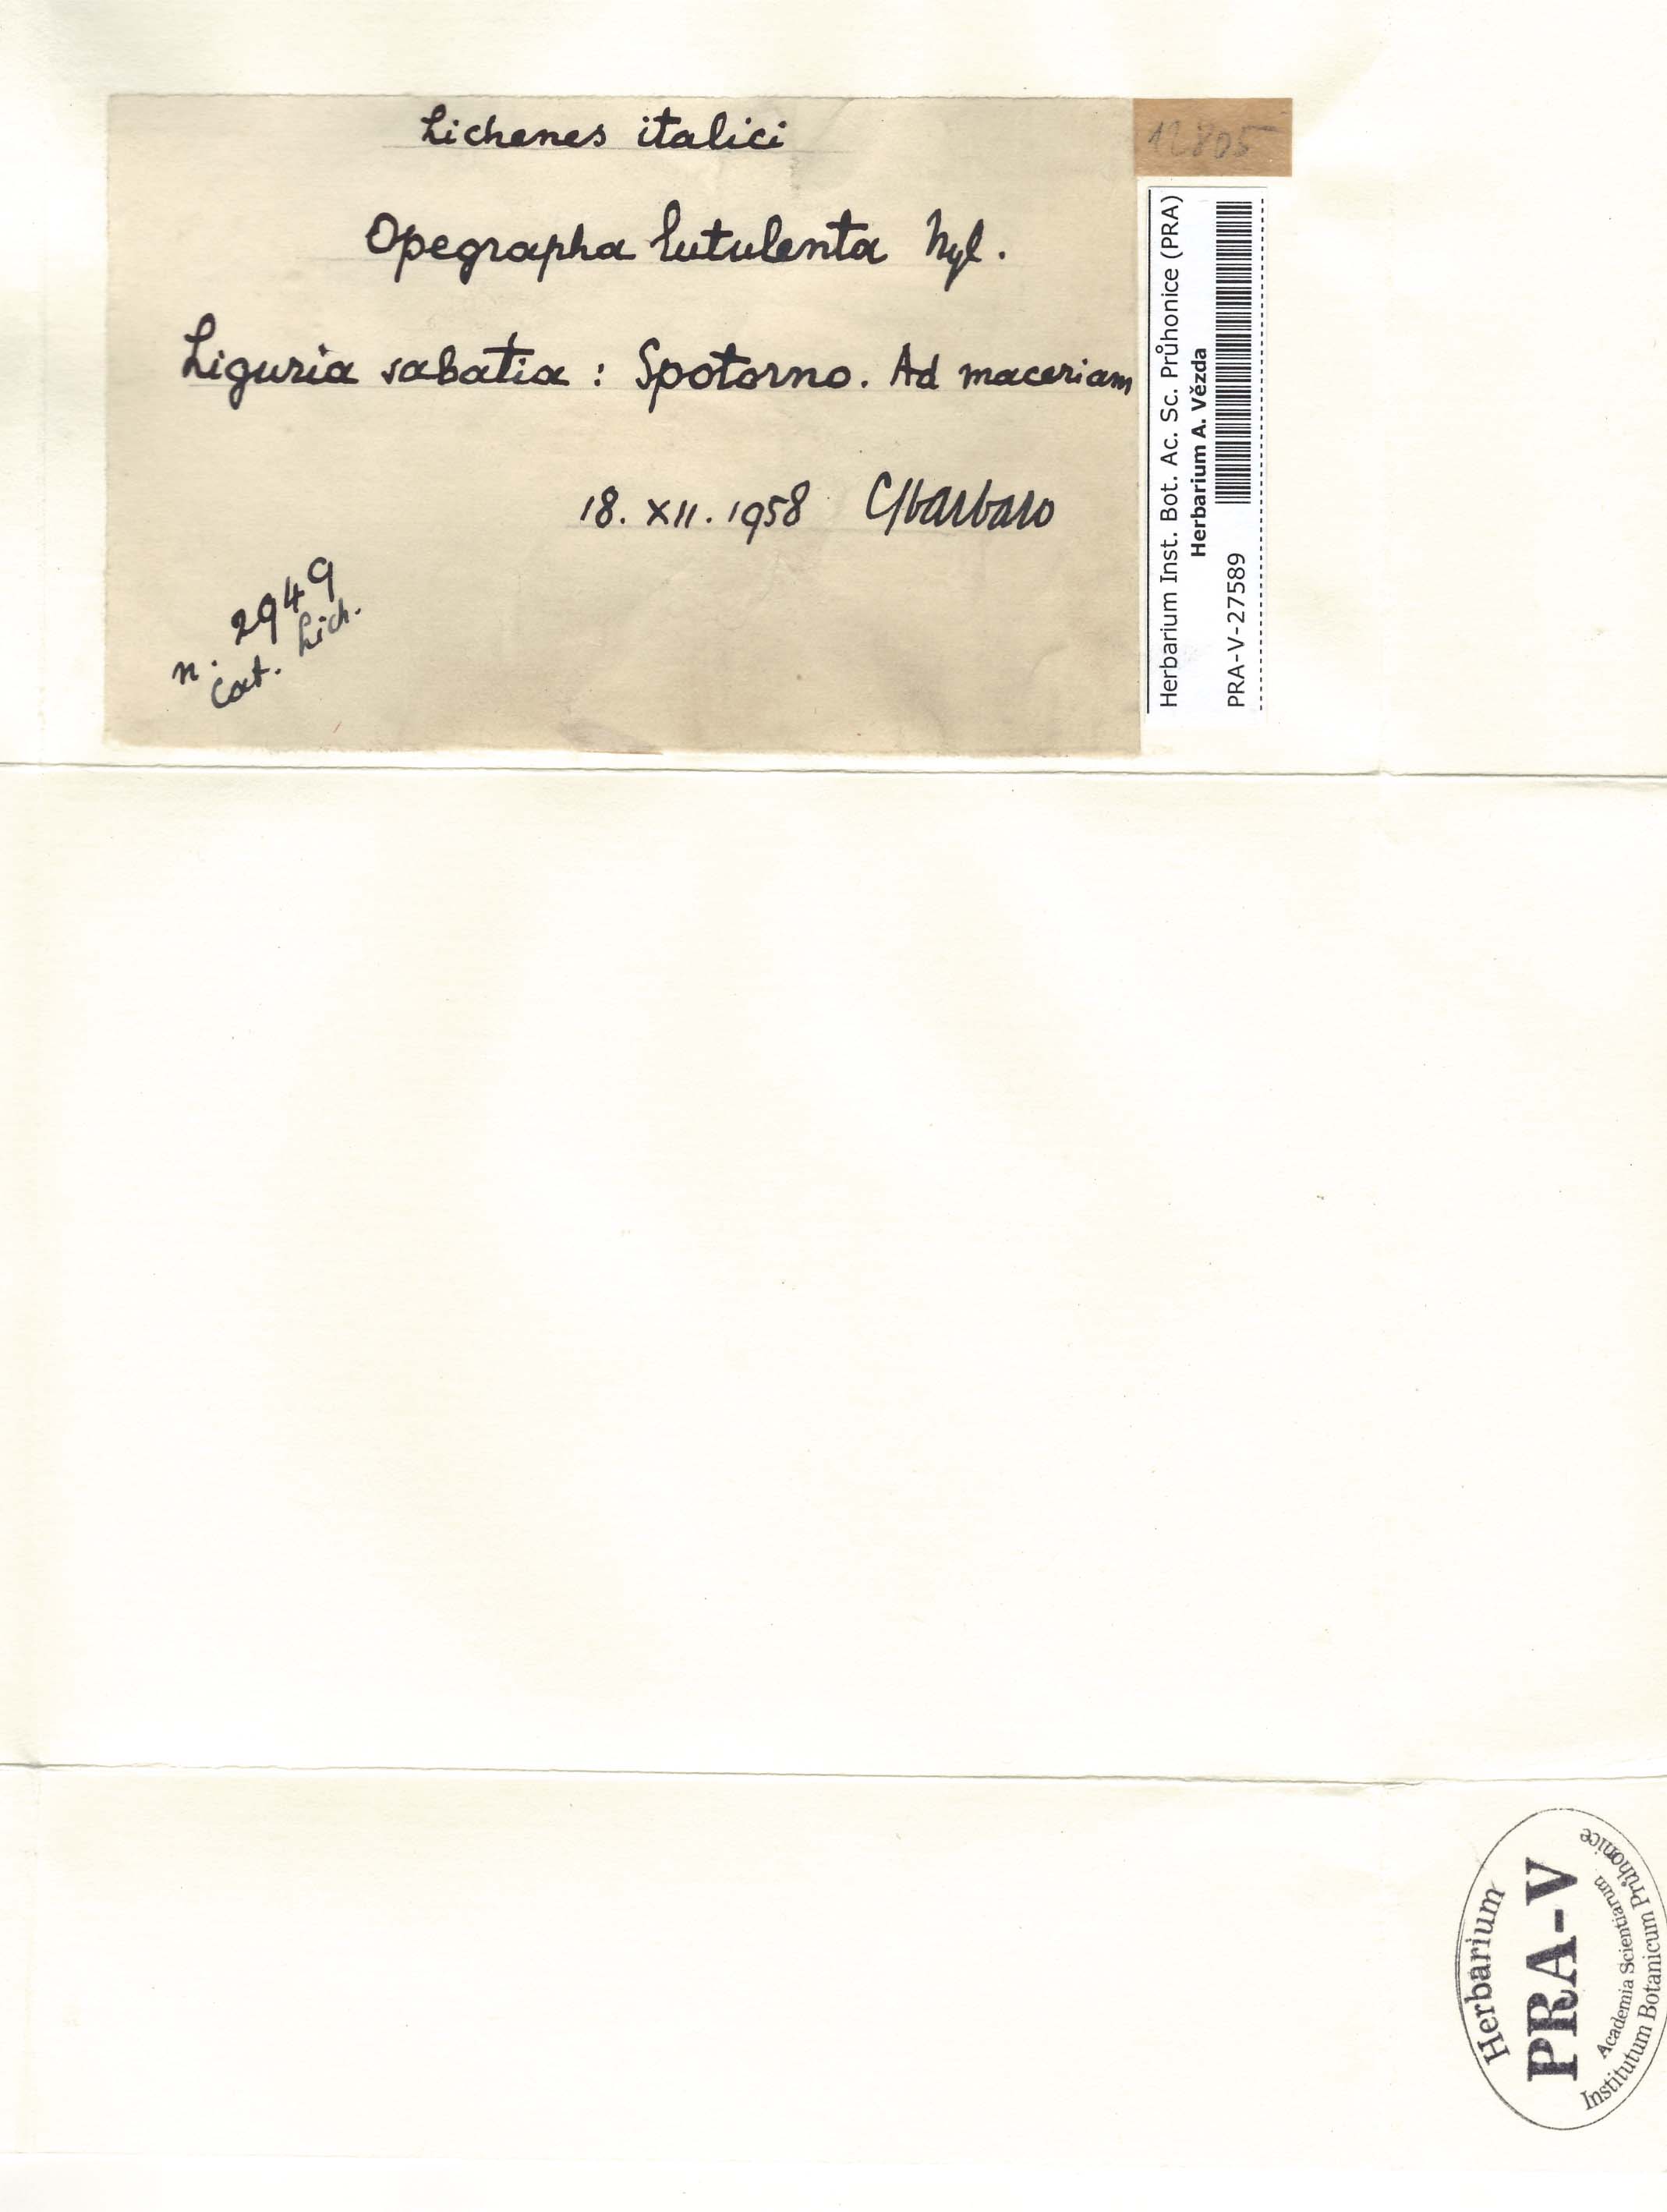 Lichenes italici
Opegrapha lutulenta Nyl.
Liguria sabatia : Spotorno. Ad maceriam
18. XII. 1958 CSbarbaro
n. 2949
Cat. Lich.
12805
Herbarium Inst. Bot. Ac. Sc. Průhonice (PRA)
Herbarium A. Vězda
PRA-V-27589
Herbarium
PRA-V
Academia Scientiarum
Institutum Botanicum Průhonice